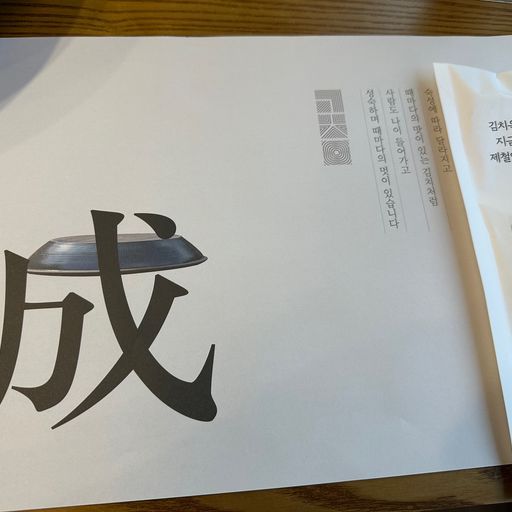 숙성에 따라 달라지고
때마다의 맛이 있는 김치처럼
사람도 나이 들어가고
성숙하며 때마다의 멋이 있습니다
成
김치우
지금
제철